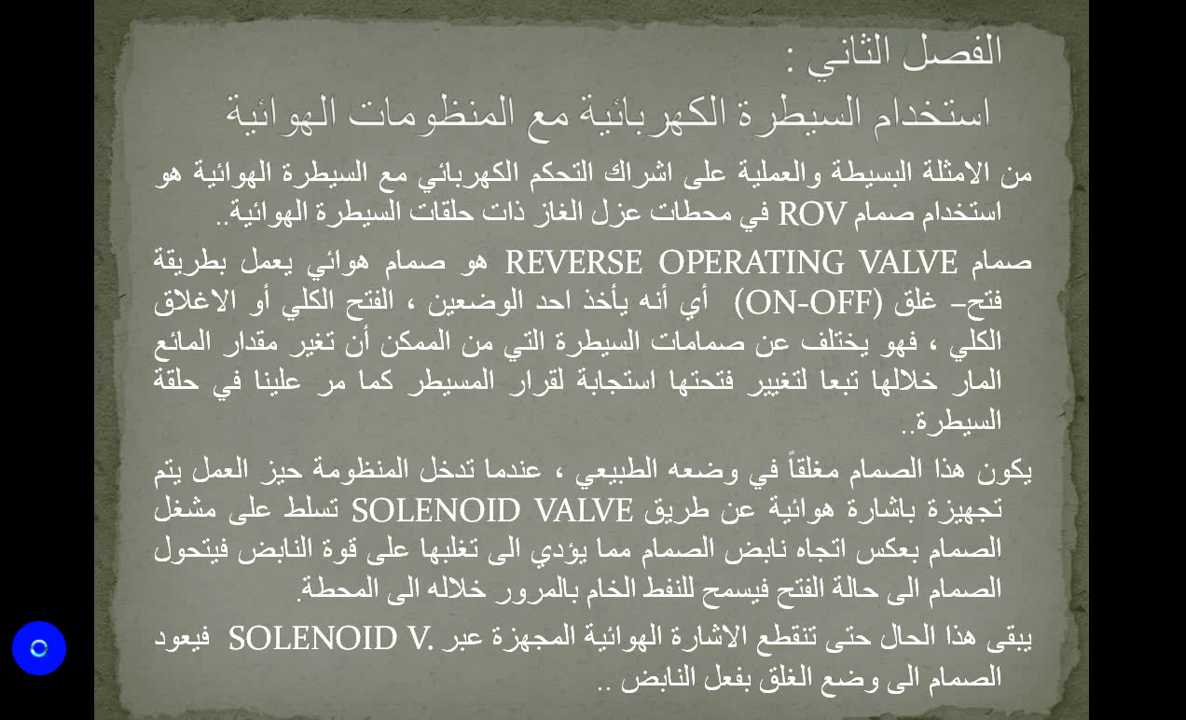 الفصل الثاني :
استخدام السيطرة الكهربائية مع المنظومات الهوائية
من الامثلة البسيطة والعملية على اشراك التحكم الكهربائي مع السيطرة الهوائية هو
استخدام صمام ROV في محطات عزل الغاز ذات حلقات السيطرة الهوائية..
صمام REVERSE OPERATING VALVE هو صمام هوائي يعمل بطريقة
فتح– غلق (ON-OFF) أي أنه يأخذ احد الوضعين ، الفتح الكلي أو الاغلاق
الكلي ، فهو يختلف عن صمامات السيطرة التي من الممكن أن تغير مقدار المائع
المار خلالها تبعا لتغيير فتحتها استجابة لقرار المسيطر كما مر علينا في حلقة
السيطرة..
يكون هذا الصمام مغلقاً في وضعه الطبيعي ، عندما تدخل المنظومة حيز العمل يتم
تجهيزة باشارة هوائية عن طريق SOLENOID VALVE تسلط على مشغل
الصمام بعكس اتجاه نابض الصمام مما يؤدي الى تغلبها على قوة النابض فيتحول
الصمام الى حالة الفتح فيسمح للنفط الخام بالمرور خلاله الى المحطة.
يبقى هذا الحال حتى تنقطع الاشارة الهوائية المجهزة عبر SOLENOID V. فيعود
الصمام الى وضع الغلق بفعل النابض ..